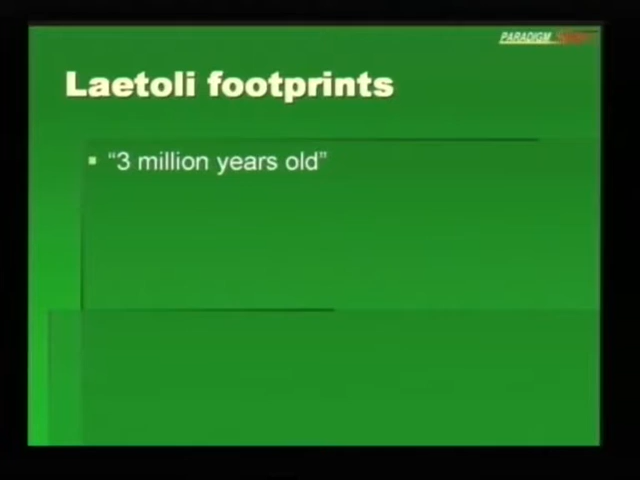 PARADIGM
Laetoli footprints
▪ “3 million years old”